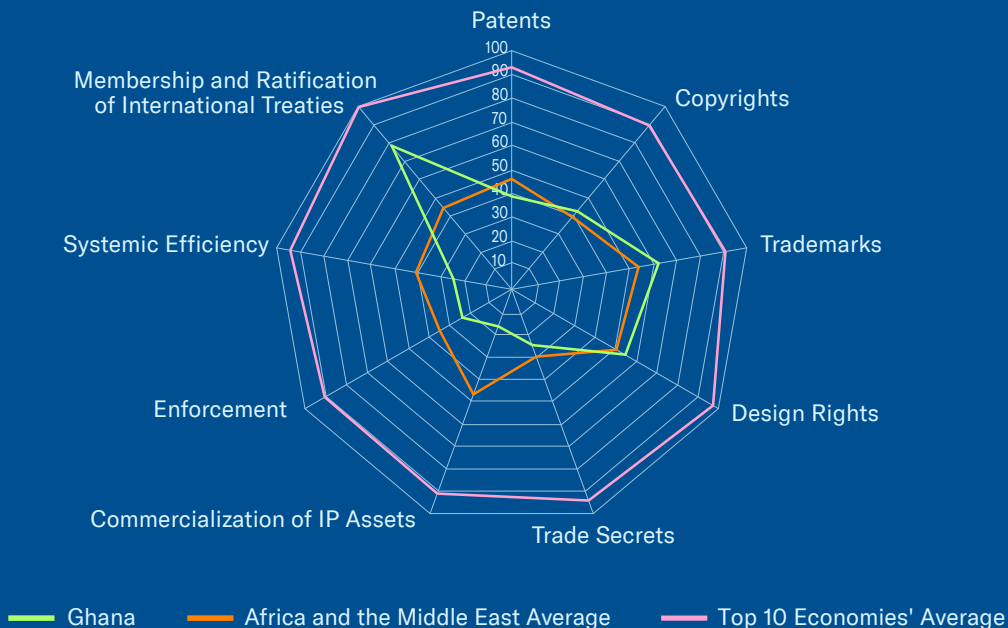 Patents
100
90
80
70
60
50
40
30
20
10
Membership and Ratification
of International Treaties
Copyrights
Systemic Efficiency
Trademarks
Enforcement
Design Rights
Commercialization of IP Assets
Trade Secrets
Ghana
Africa and the Middle East Average
Top 10 Economies' Average